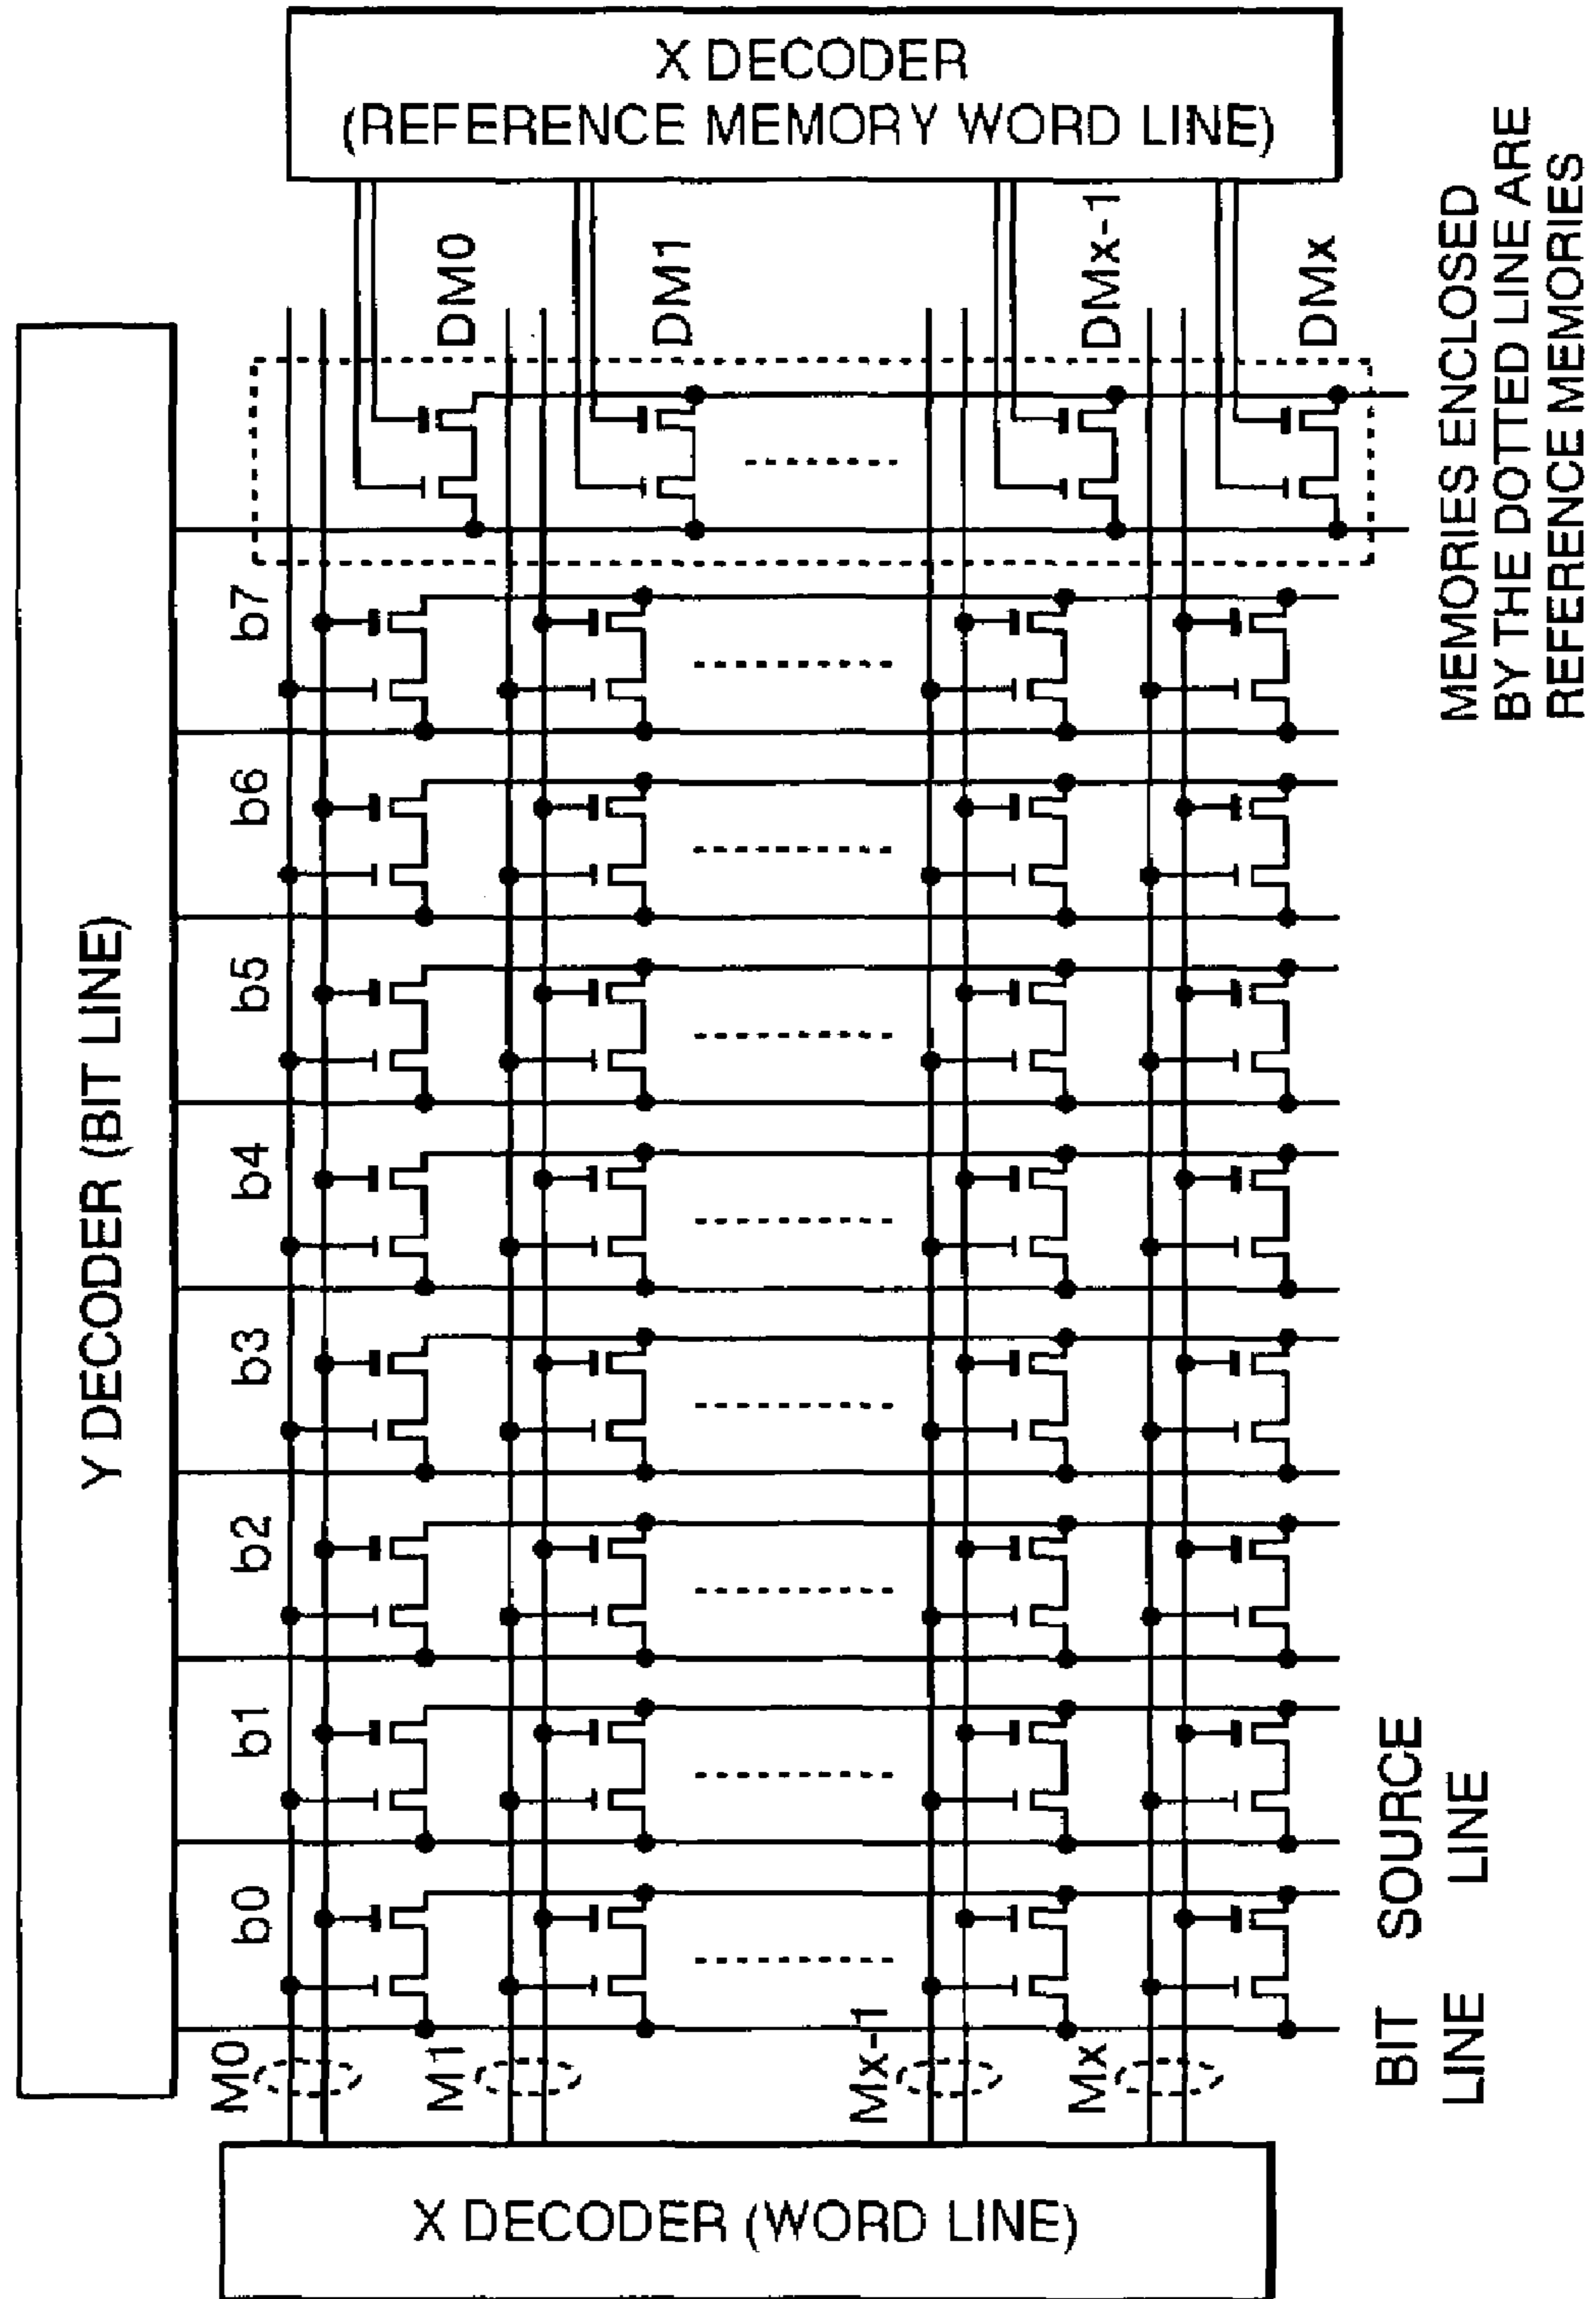 X DECODER
(REFERENCE MEMORY WORD LINE)
Y DECODER (BIT LINE)
DM0
DM1
DMx-1
DMx
MEMORIES ENCLOSED
BY THE DOTTED LINE ARE
REFERENCE MEMORIES
b7
b6
b5
b4
b3
b2
b1
b0
M0
M1
Mx-1
Mx
BIT
LINE
SOURCE
LINE
X DECODER (WORD LINE)